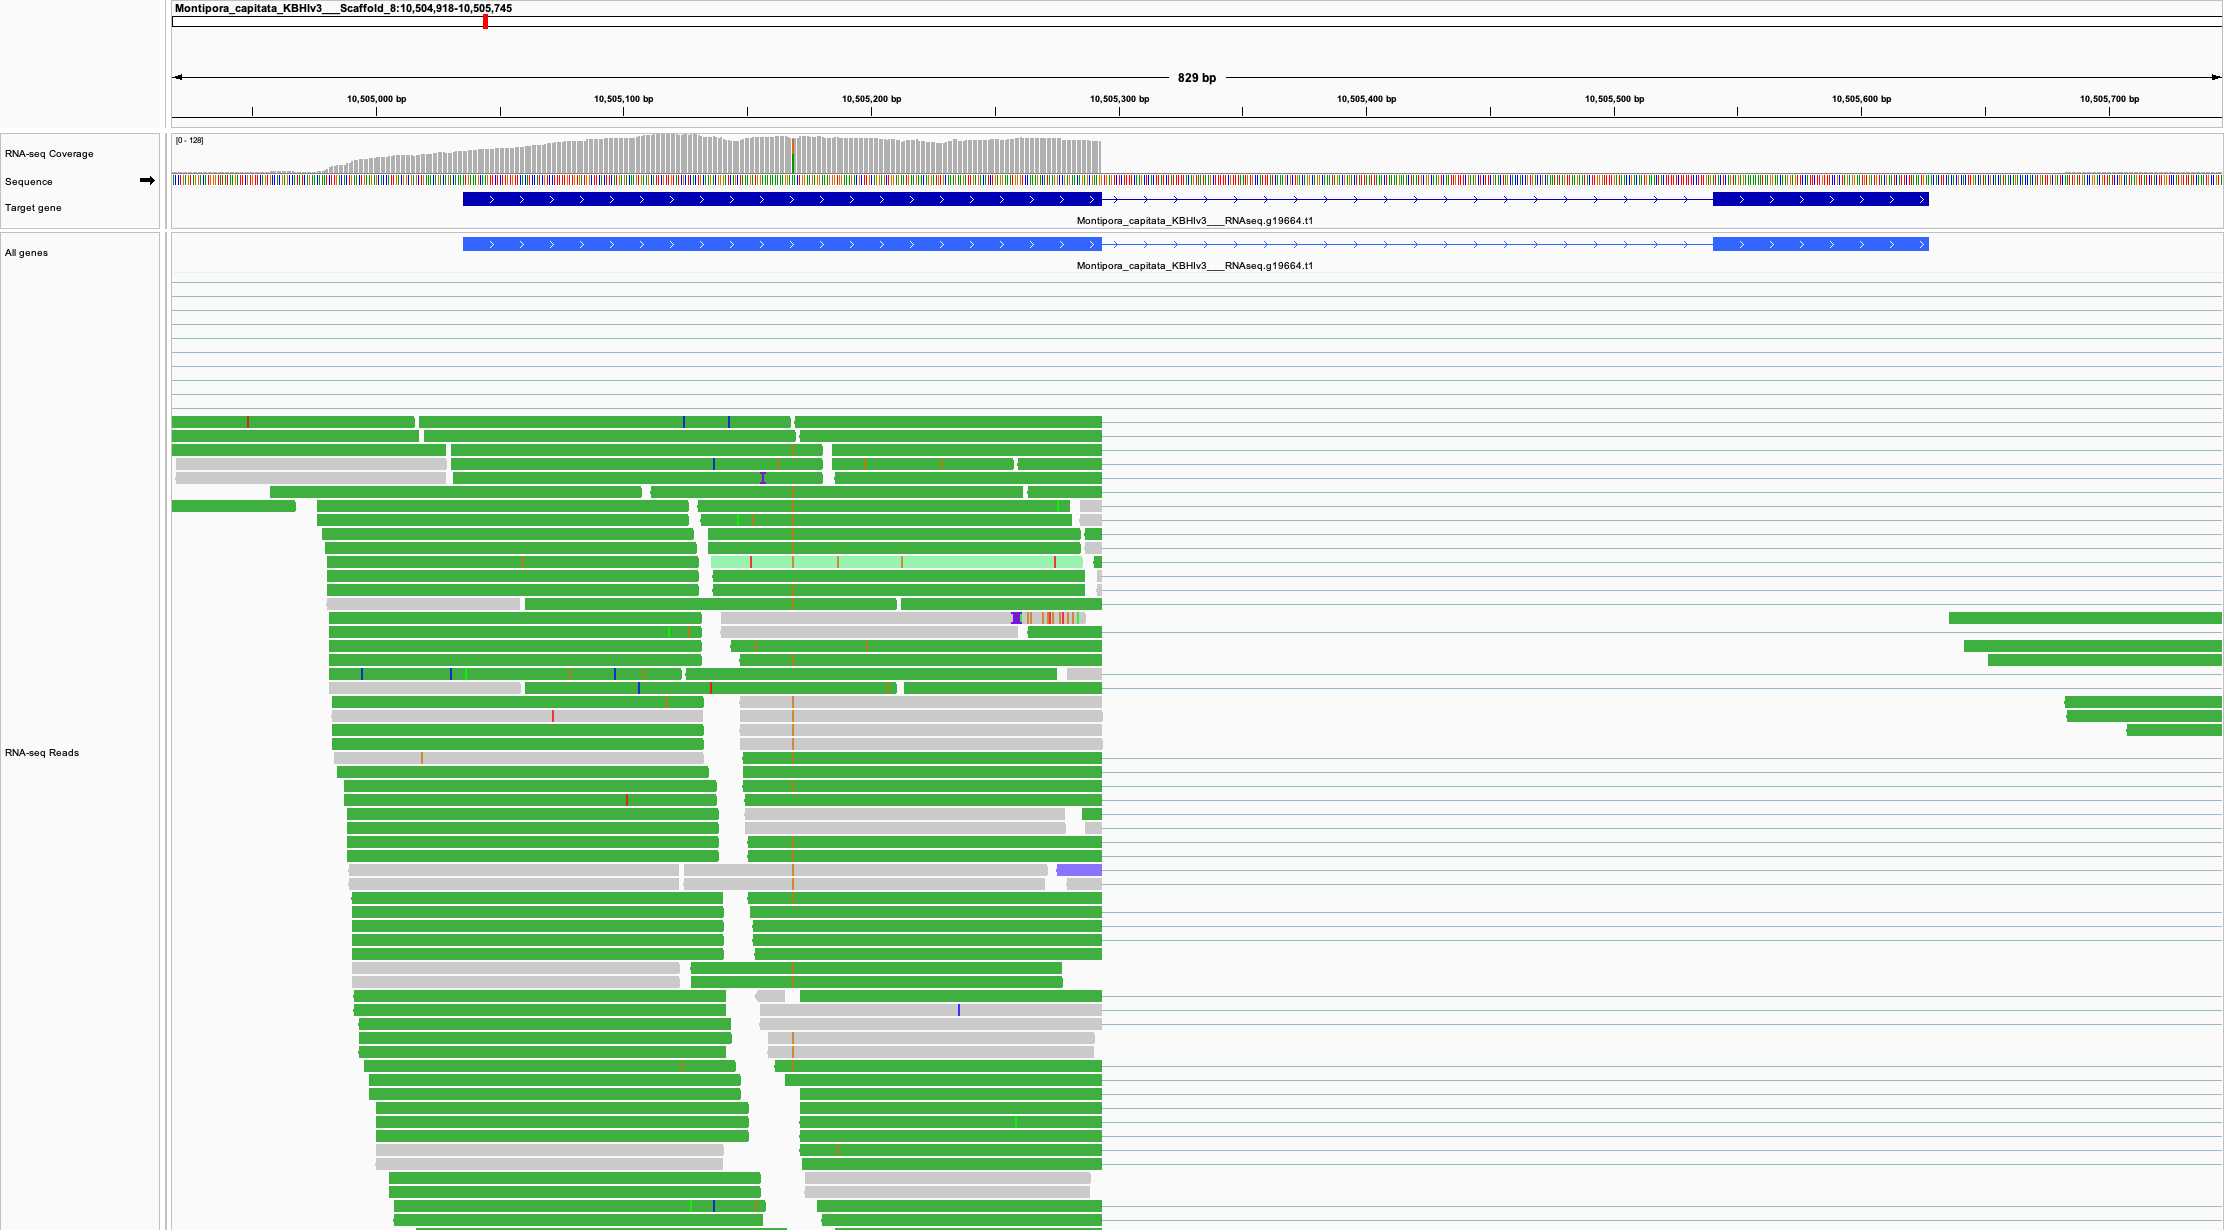 Montipora_capitata_KBHIv3___Scaffold_8:10,504,918-10,505,745
829 bp
10,505,000 bp 10,505,100 bp 10,505,200 bp 10,505,300 bp 10,505,400 bp 10,505,500 bp 10,505,600 bp 10,505,700 bp
[0 - 128]
RNA-seq Coverage
Sequence
Target gene
Montipora_capitata_KBHIv3___RNAseq.g19664.t1
All genes
Montipora_capitata_KBHIv3___RNAseq.g19664.t1
RNA-seq Reads